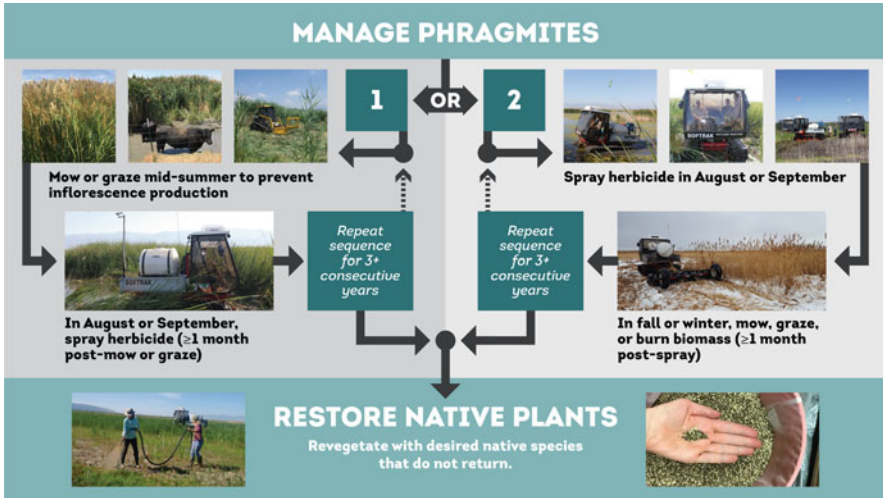 MANAGE PHRAGMITES
1
OR
2
Mow or graze mid-summer to prevent
inflorescence production
Spray herbicide in August or September
SOFTRAK
SOFTRAK
Repeat
sequence
for 3+
consecutive
years
Repeat
sequence
for 3+
consecutive
years
In August or September,
spray herbicide (≥1 month
post-mow or graze)
In fall or winter, mow, graze,
or burn biomass (≥1 month
post-spray)
RESTORE NATIVE PLANTS
Revegetate with desired native species
that do not return.